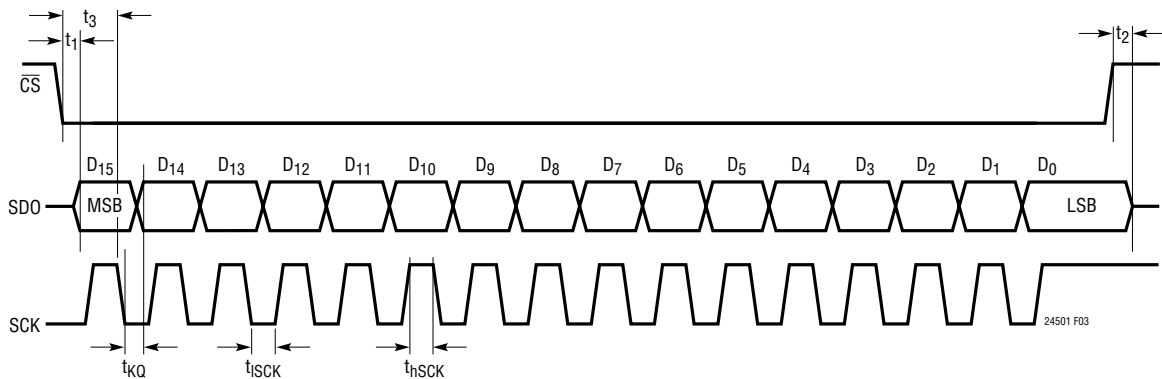 t3
t1
t2
CS
D15 D14 D13 D12 D11 D10 D9 D8 D7 D6 D5 D4 D3 D2 D1 D0
SDO MSB LSB
SCK
24501 F03
tKQ tlSCK thSCK